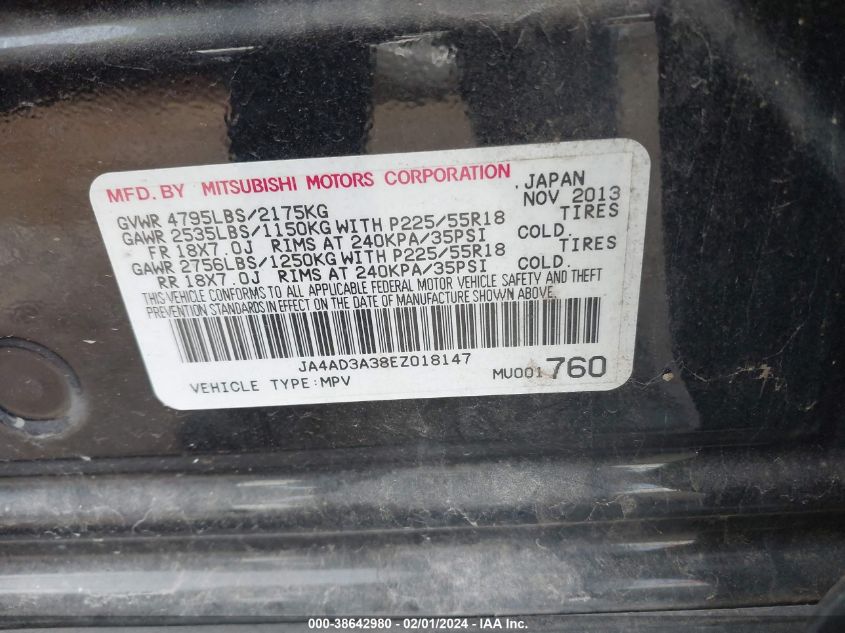 MFD. BY MITSUBISHI MOTORS CORPORATION JAPAN
GVWR 4795LBS/2175KG NOV 2013
GAWR 2535LBS/1150KG WITH P225/55R18 TIRES
FR 18X7.0J RIMS AT 240KPA/35PSI COLD.
GAWR 2756LBS/1250KG WITH P225/55R18 TIRES
RR 18X7.0J RIMS AT 240KPA/35PSI COLD.
THIS VEHICLE CONFORMS TO ALL APPLICABLE FEDERAL MOTOR VEHICLE SAFETY AND THEFT
PREVENTION STANDARDS IN EFFECT ON THE DATE OF MANUFACTURE SHOWN ABOVE.
JA4AD3A38EZ018147
VEHICLE TYPE:MPV MU001760
000-38642980 - 02/01/2024 - IAA Inc.